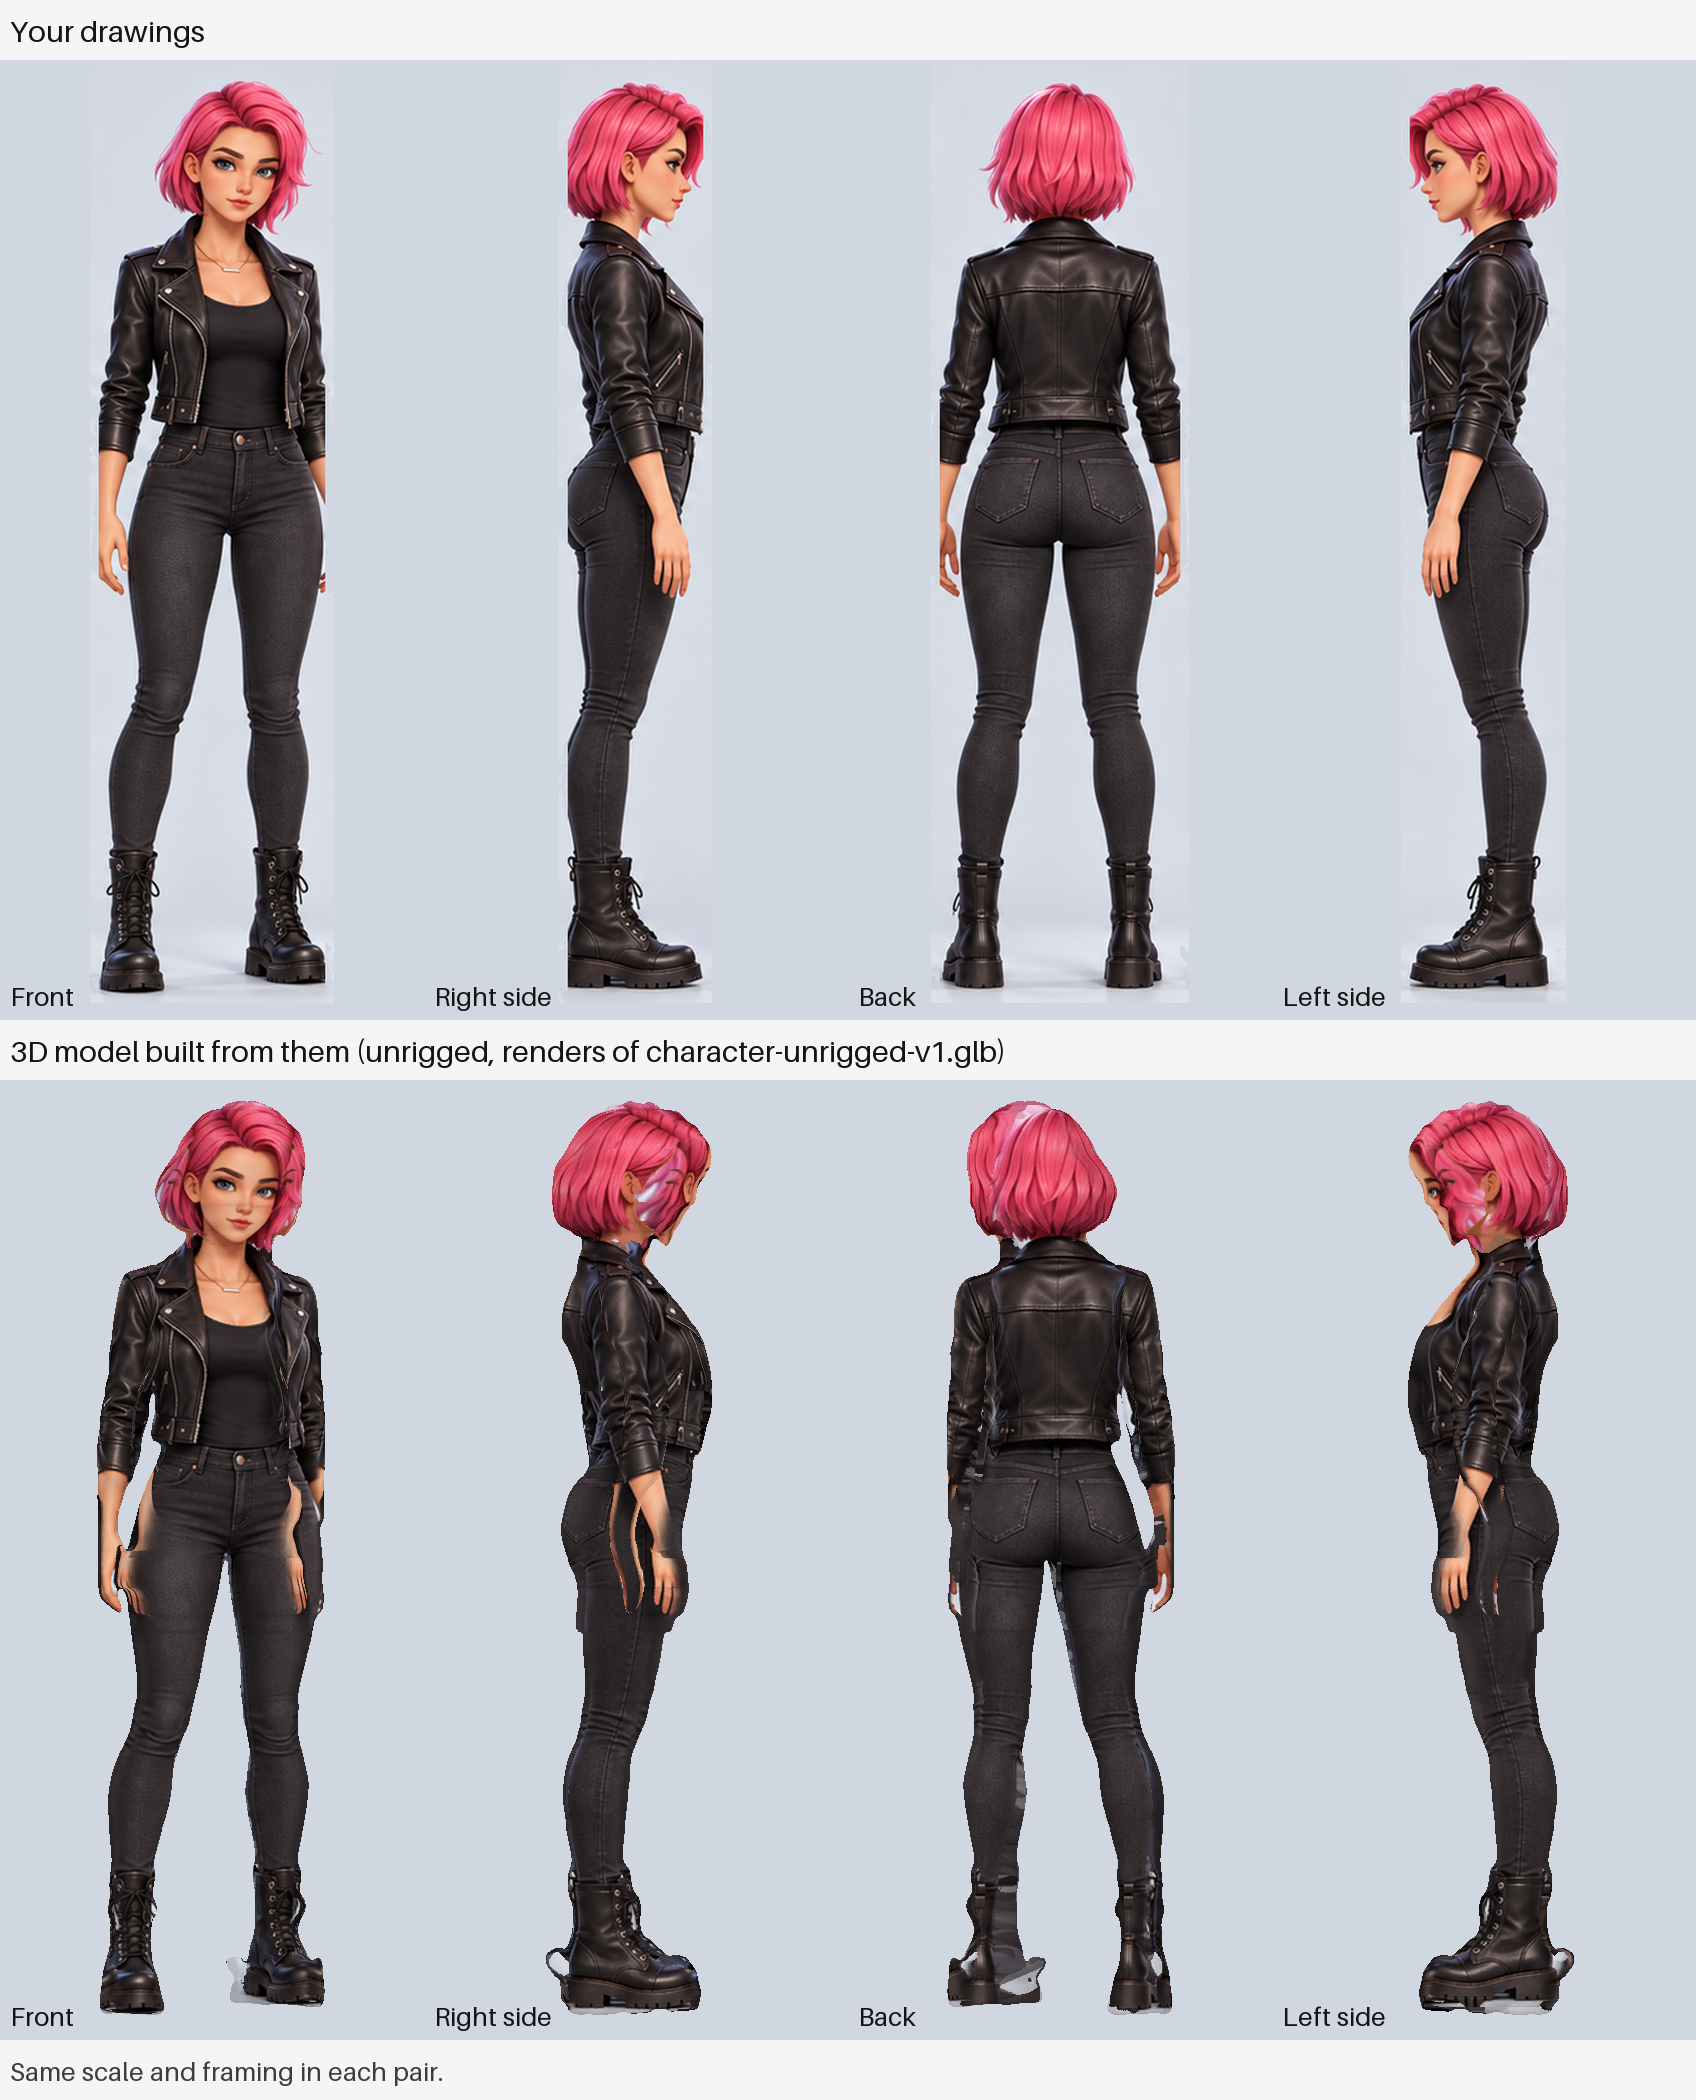 Your drawings
Front
Right side
Back
Left side
3D model built from them (unrigged, renders of character-unrigged-v1.glb)
Front
Right side
Back
Left side
Same scale and framing in each pair.